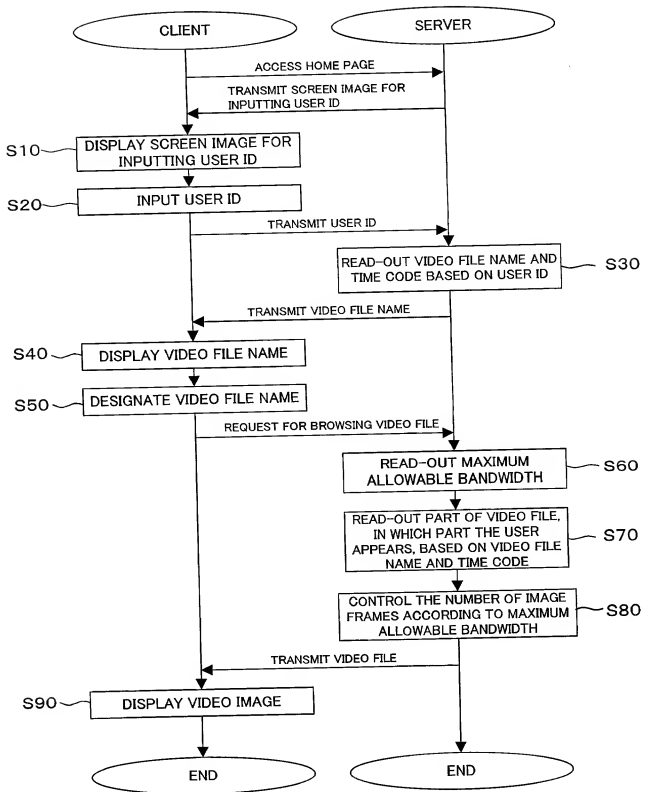 CLIENT
SERVER
ACCESS HOME PAGE
TRANSMIT SCREEN IMAGE FOR
INPUTTING USER ID
S10
DISPLAY SCREEN IMAGE FOR
INPUTTING USER ID
S20
INPUT USER ID
TRANSMIT USER ID
READ-OUT VIDEO FILE NAME AND
TIME CODE BASED ON USER ID
S30
TRANSMIT VIDEO FILE NAME
S40
DISPLAY VIDEO FILE NAME
S50
DESIGNATE VIDEO FILE NAME
REQUEST FOR BROWSING VIDEO FILE
READ-OUT MAXIMUM
ALLOWABLE BANDWIDTH
S60
READ-OUT PART OF VIDEO FILE,
IN WHICH PART THE USER
APPEARS, BASED ON VIDEO FILE
NAME AND TIME CODE
S70
CONTROL THE NUMBER OF IMAGE
FRAMES ACCORDING TO MAXIMUM
ALLOWABLE BANDWIDTH
S80
TRANSMIT VIDEO FILE
S90
DISPLAY VIDEO IMAGE
END
END